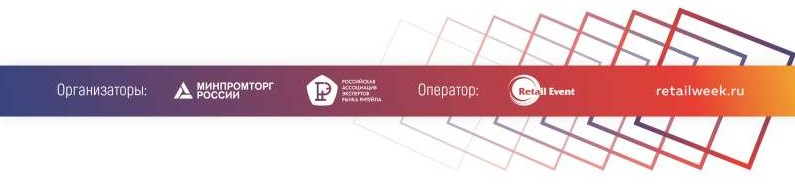 Организаторы:
МИНПРОМТОРГ
РОССИИ
РОССИЙСКАЯ
АССОЦИАЦИЯ
ЭКСПЕРТОВ
РЫНКА РИТЕЙЛА
Оператор:
Retail Event
retailweek.ru